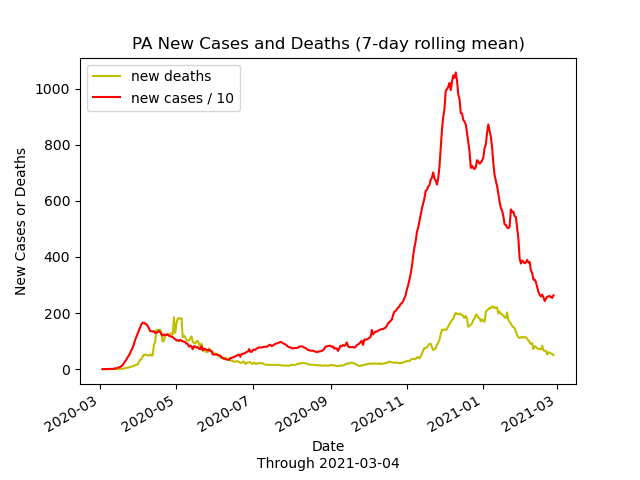 PA New Cases and Deaths (7-day rolling mean)
new deaths
new cases / 10
1000
800
600
400
200
0
New Cases or Deaths
2020-03
2020-05
2020-07
2020-09
2020-11
2021-01
2021-03
Date
Through 2021-03-04